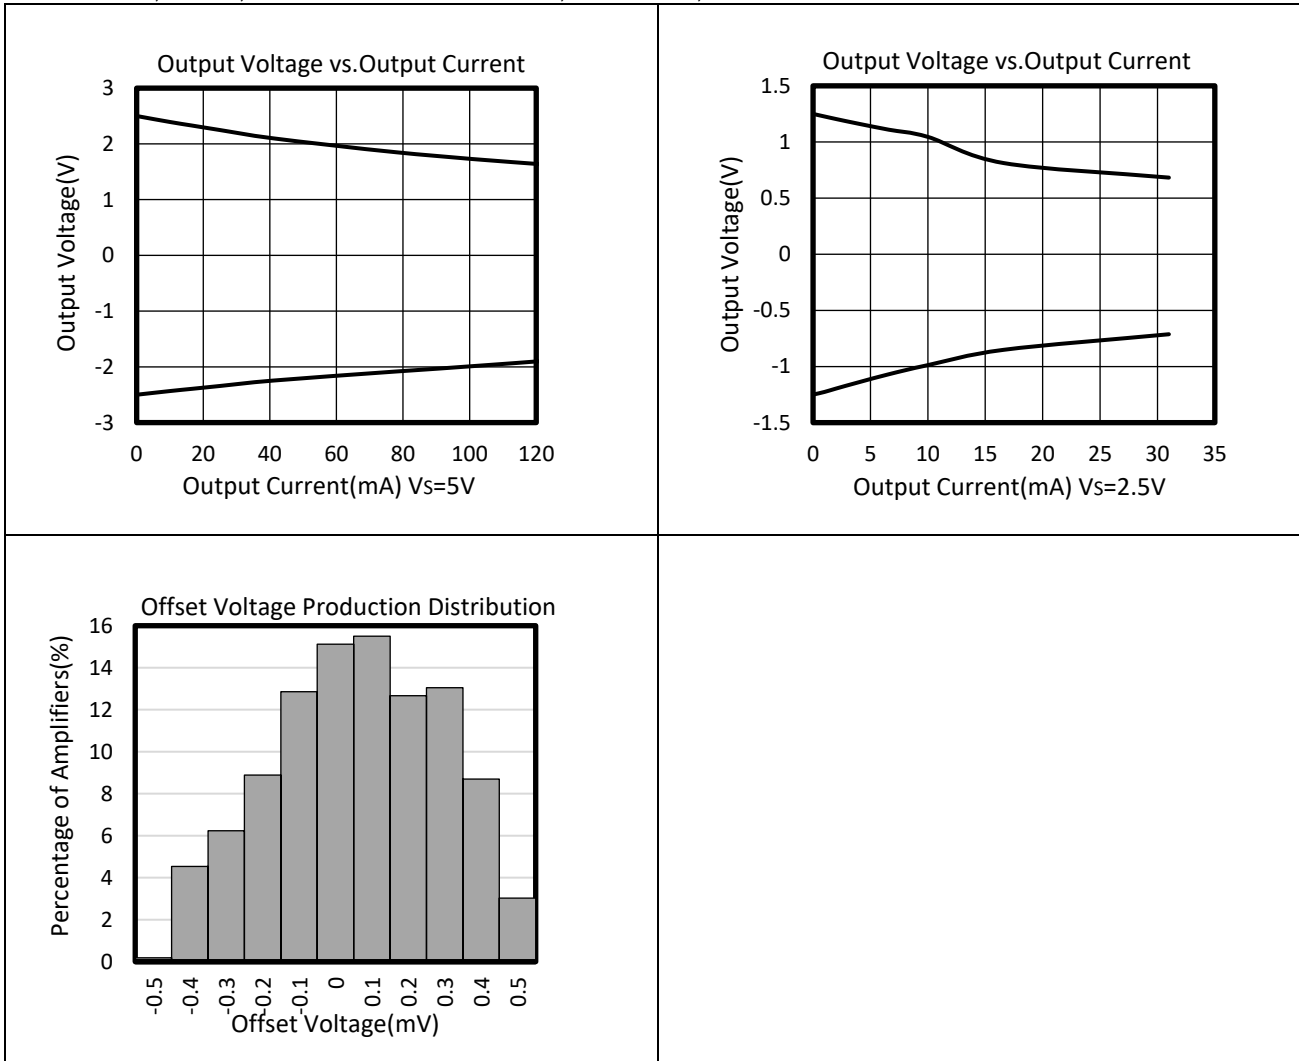 Output Voltage vs.Output Current
3
2
1
0
-1
-2
-3
Output Voltage(V)
0 20 40 60 80 100 120
Output Current(mA) VS=5V
Output Voltage vs.Output Current
1.5
1
0.5
0
-0.5
-1
-1.5
Output Voltage(V)
0 5 10 15 20 25 30 35
Output Current(mA) VS=2.5V
Offset Voltage Production Distribution
16
14
12
10
8
6
4
2
0
Percentage of Amplifiers(%)
-0.5 -0.4 -0.3 -0.2 -0.1 0 0.1 0.2 0.3 0.4 0.5
Offset Voltage(mV)